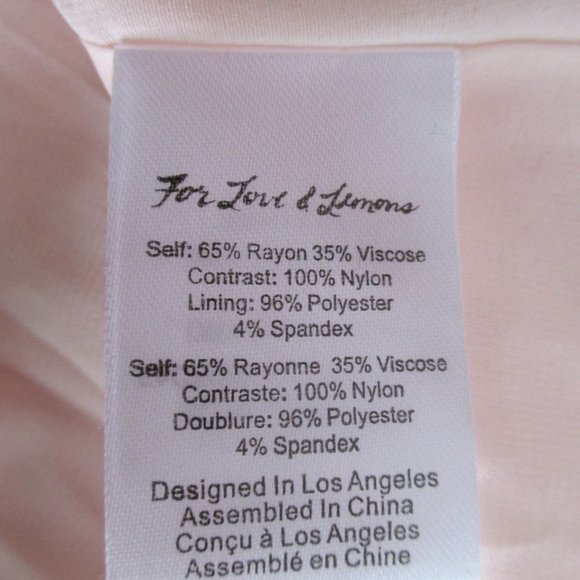 For Love & Lemons
Self: 65% Rayon 35% Viscose
Contrast: 100% Nylon
Lining: 96% Polyester
4% Spandex
Self: 65% Rayonne 35% Viscose
Contraste: 100% Nylon
Doublure: 96% Polyester
4% Spandex
Designed In Los Angeles
Assembled In China
Conçu à Los Angeles
Assemblé en Chine